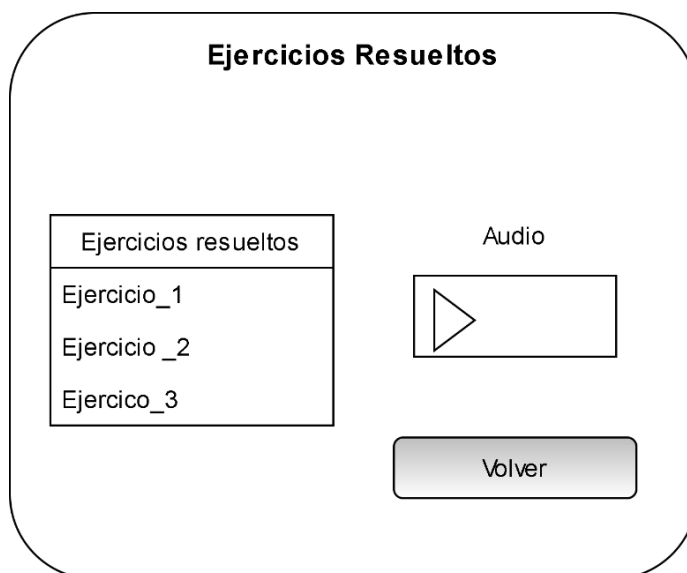 Ejercicios Resueltos
Ejercicios resueltos
Ejercicio_1
Ejercicio _2
Ejercico_3
Audio
Volver